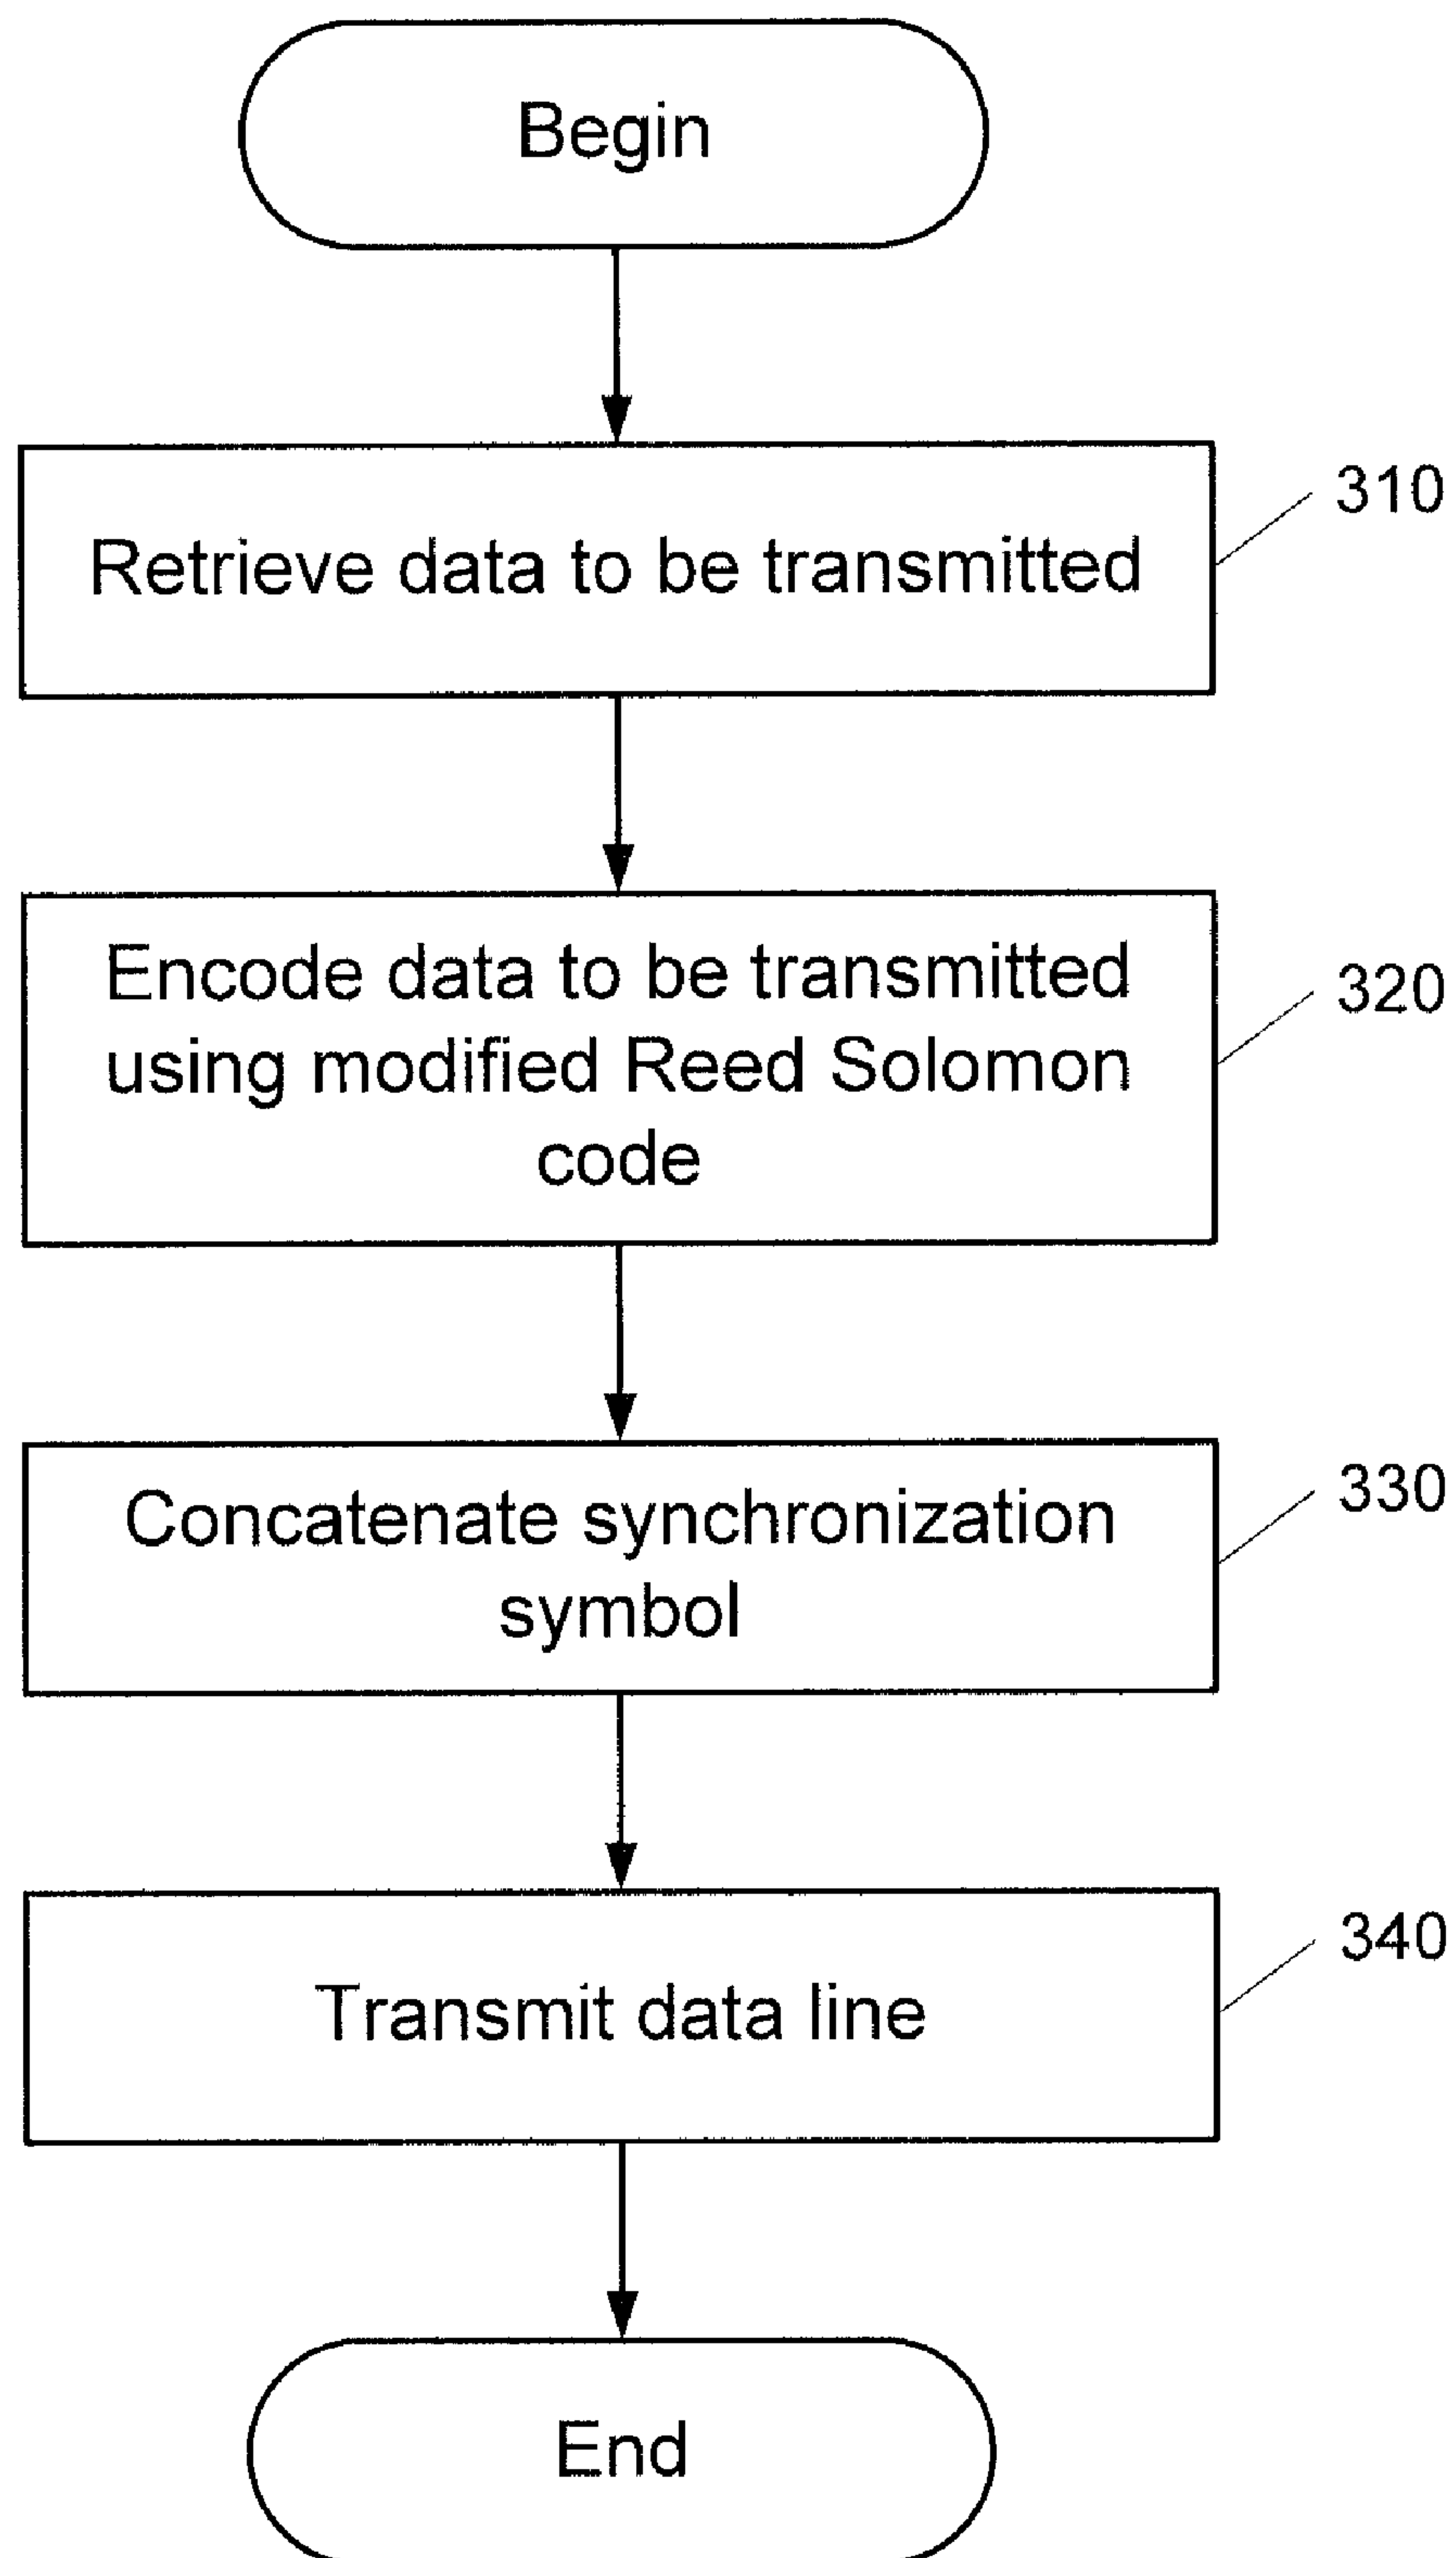 Begin
Retrieve data to be transmitted
310
Encode data to be transmitted
using modified Reed Solomon
code
320
Concatenate synchronization
symbol
330
Transmit data line
340
End